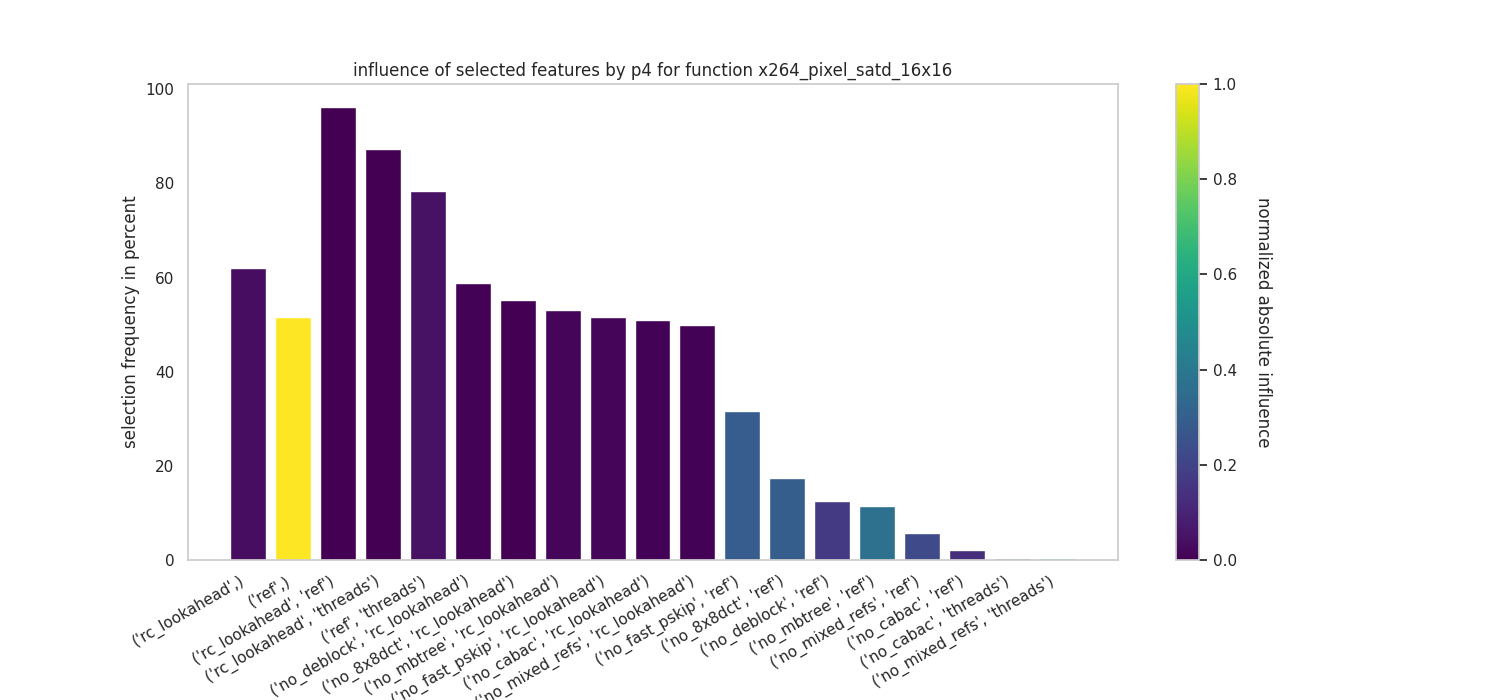 influence of selected features by p4 for function x264_pixel_satd_16x16
selection frequency in percent
100
80
60
40
20
0
('rc_lookahead',)
('ref',)
('rc_lookahead', 'ref')
('rc_lookahead', 'threads')
('ref', 'threads')
('no_deblock', 'rc_lookahead')
('no_8x8dct', 'rc_lookahead')
('no_mbtree', 'rc_lookahead')
('no_fast_pskip', 'rc_lookahead')
('no_cabac', 'rc_lookahead')
('no_mixed_refs', 'rc_lookahead')
('no_fast_pskip', 'ref')
('no_8x8dct', 'ref')
('no_deblock', 'ref')
('no_mbtree', 'ref')
('no_mixed_refs', 'ref')
('no_cabac', 'ref')
('no_cabac', 'threads')
('no_mixed_refs', 'threads')
1.0
0.8
0.6
0.4
0.2
0.0
normalized absolute influence